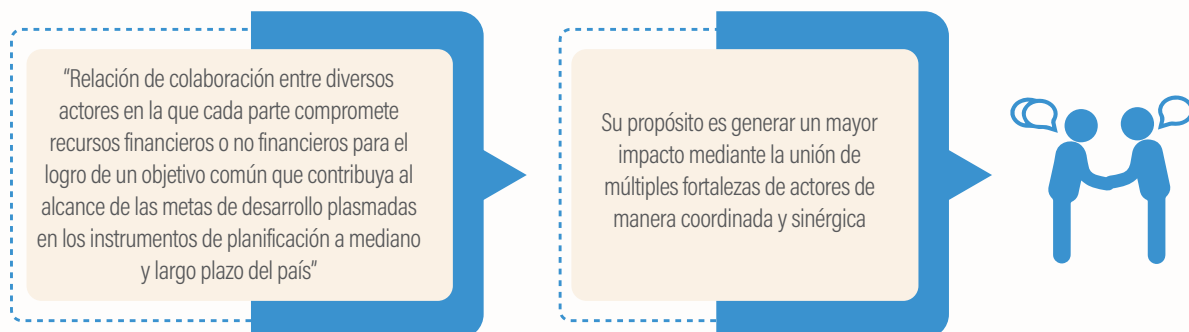 "Relación de colaboración entre diversos
actores en la que cada parte compromete
recursos financieros o no financieros para el
logro de un objetivo común que contribuya al
alcance de las metas de desarrollo plasmadas
en los instrumentos de planificación a mediano
y largo plazo del país"
Su propósito es generar un mayor
impacto mediante la unión de
múltiples fortalezas de actores de
manera coordinada y sinérgica